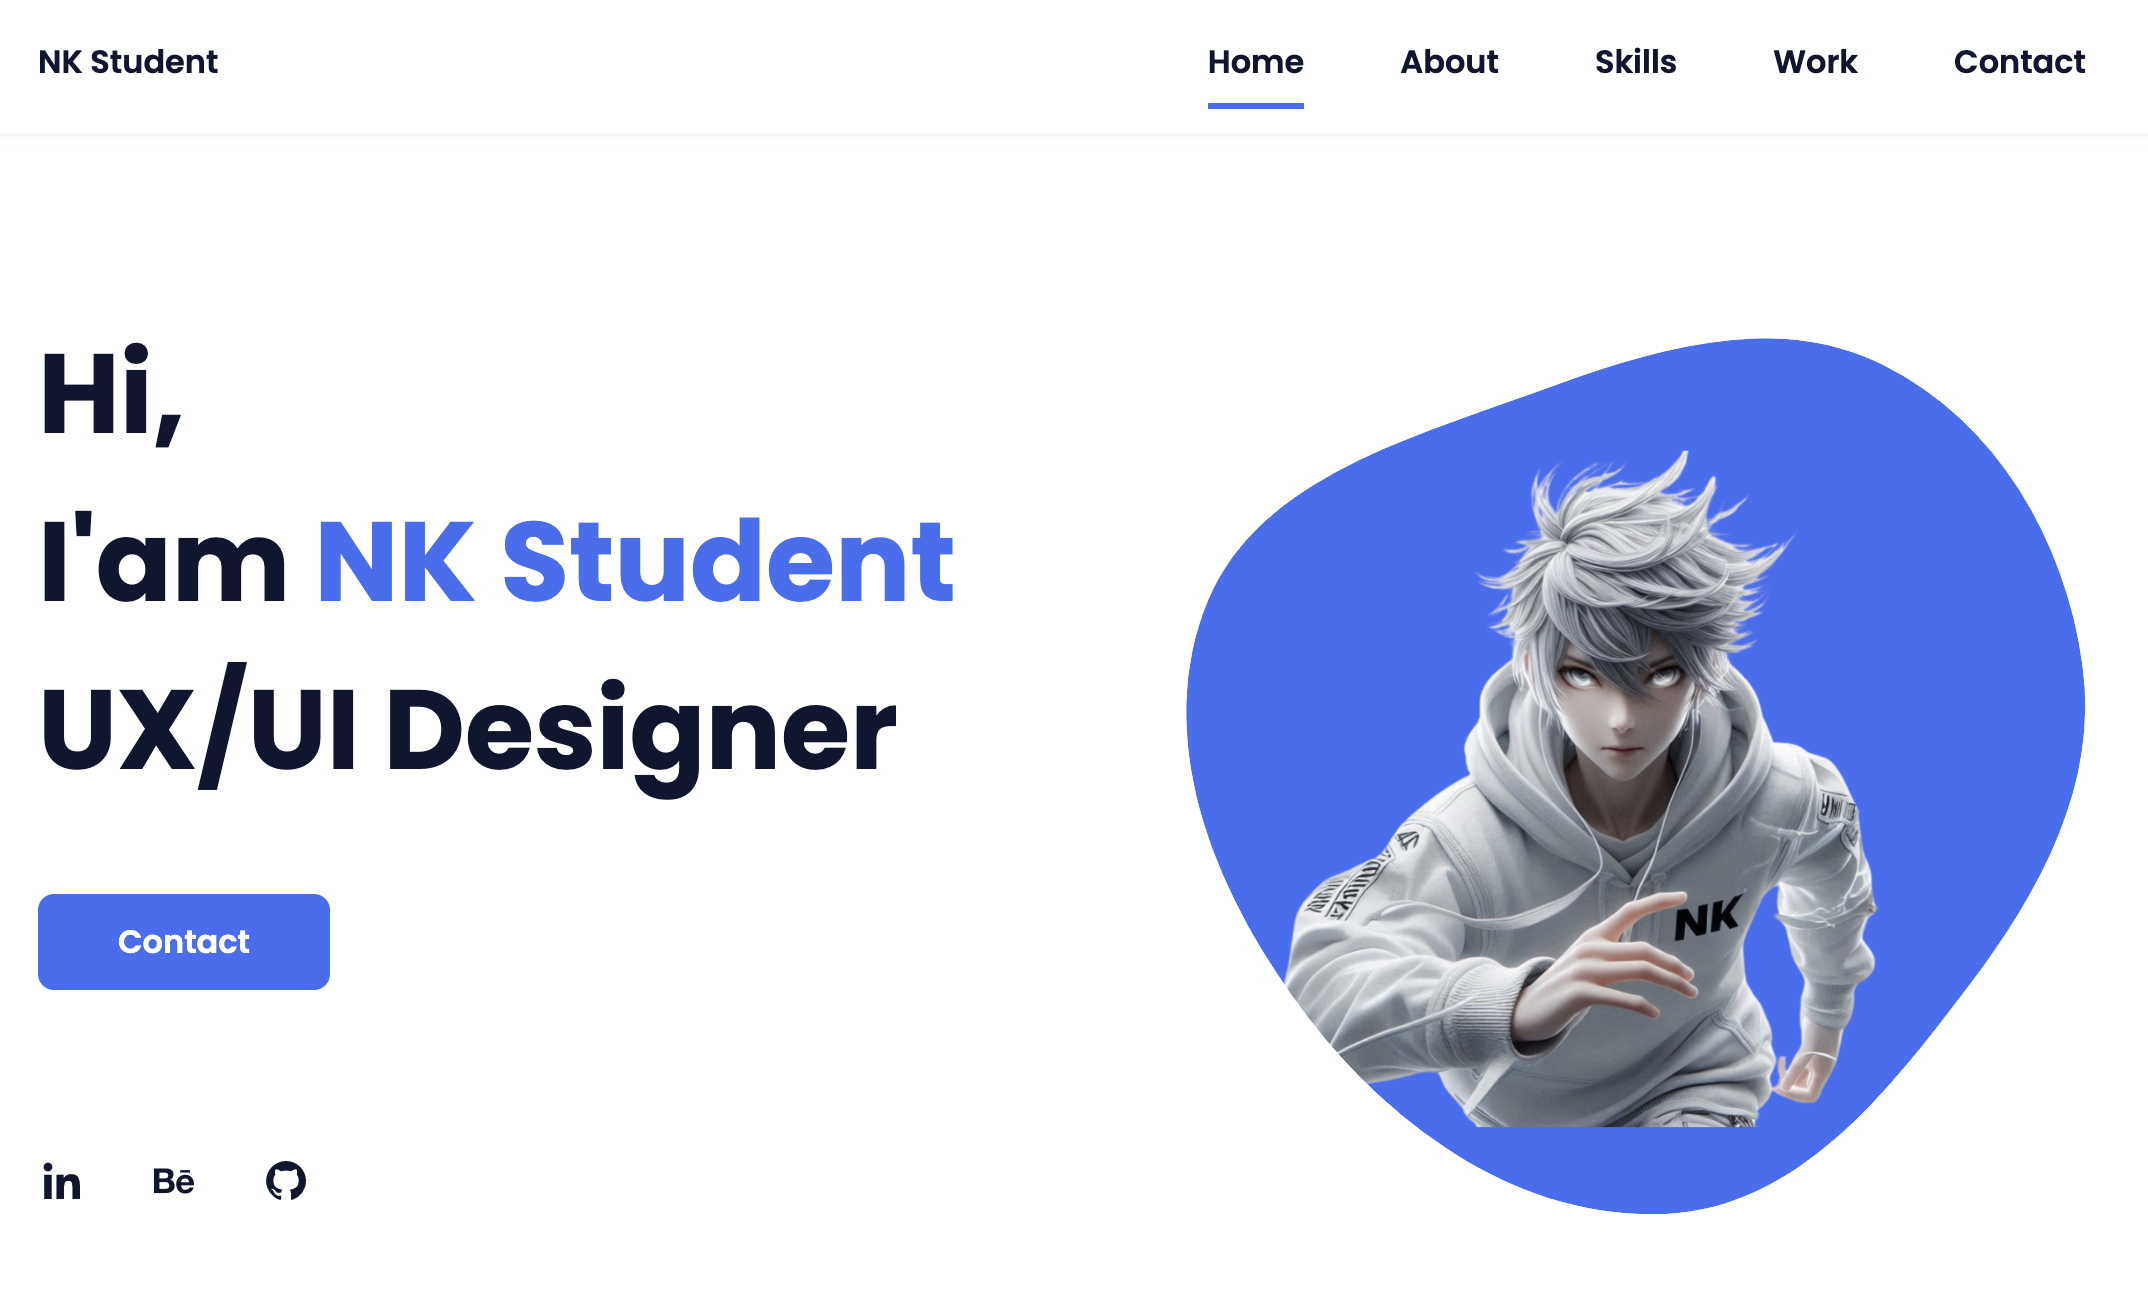 NK Student
Home About Skills Work Contact
Hi,
I'am NK Student
UX/UI Designer
Contact
in Bē
NK